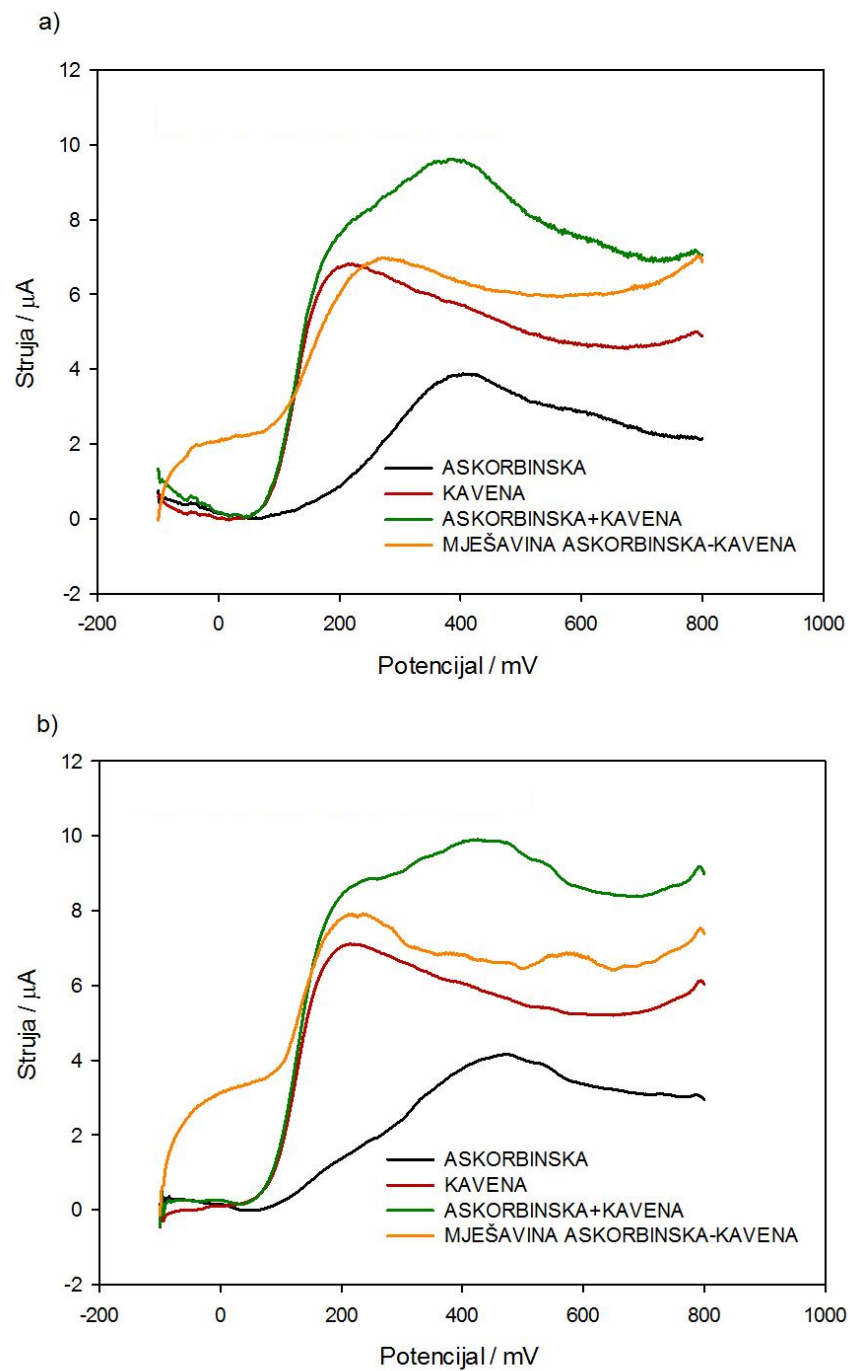 a)
12
10
8
6
4
2
0
-2
Struja / µA
ASKORBINSKA
KAVENA
ASKORBINSKA+KAVENA
MJEŠAVINA ASKORBINSKA-KAVENA
-200 0 200 400 600 800 1000
Potencijal / mV
b)
12
10
8
6
4
2
0
-2
Struja / µA
ASKORBINSKA
KAVENA
ASKORBINSKA+KAVENA
MJEŠAVINA ASKORBINSKA-KAVENA
-200 0 200 400 600 800 1000
Potencijal / mV